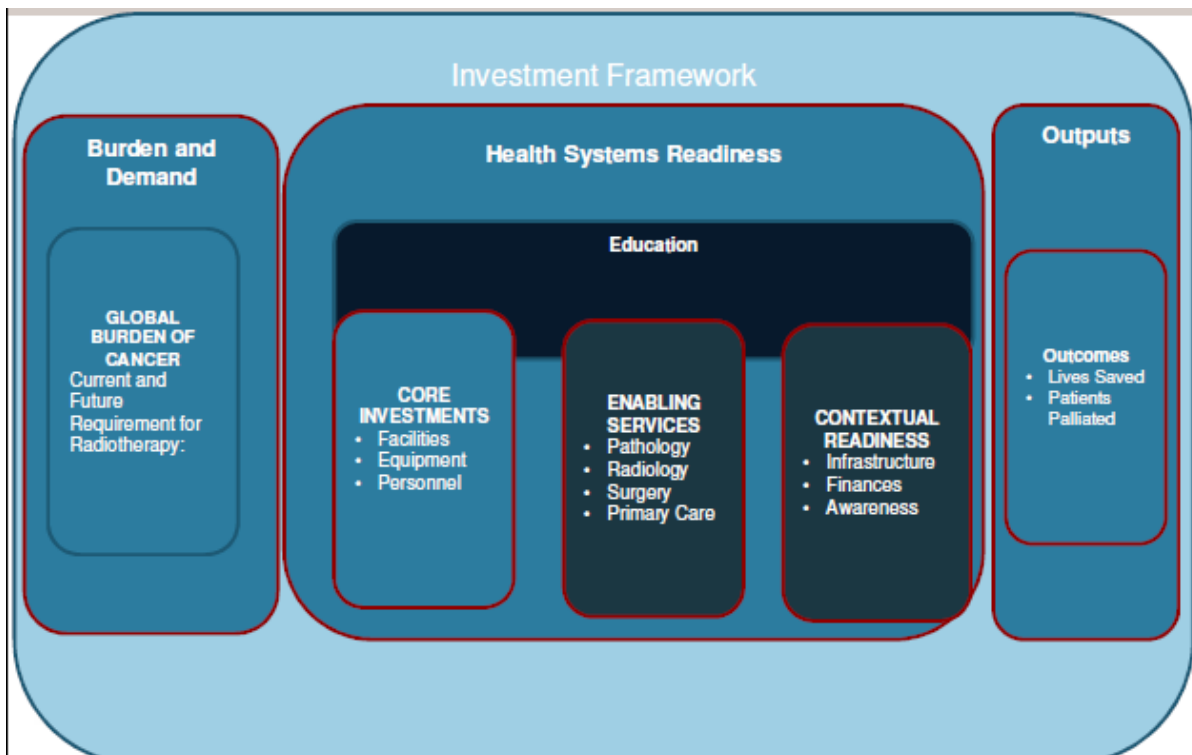 Investment Framework
Burden and
Demand
GLOBAL
BURDEN OF
CANCER
Current and
Future
Requirement for
Radiotherapy:
Health Systems Readiness
Education
CORE
INVESTMENTS
• Facilities
• Equipment
• Personnel
ENABLING
SERVICES
• Pathology
• Radiology
• Surgery
• Primary Care
CONTEXTUAL
READINESS
• Infrastructure
• Finances
• Awareness
Outputs
Outcomes
• Lives Saved
• Patients
Palliated